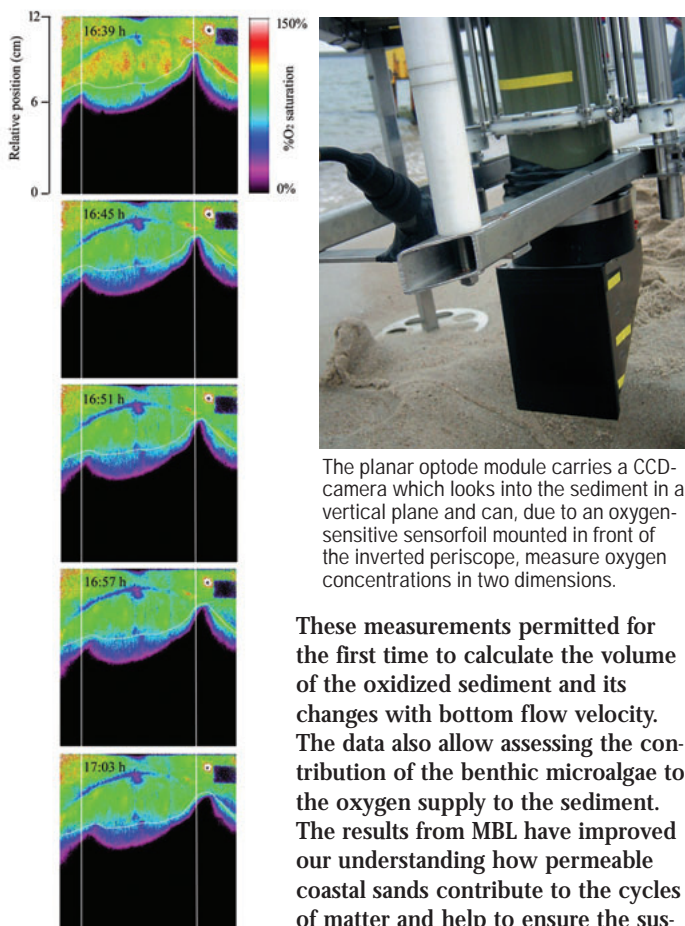 12
6
0
Relative position (cm)
16:39 h
150%
%O₂ saturation
0%
16:45 h
16:51 h
16:57 h
17:03 h
The planar optode module carries a CCD-
camera which looks into the sediment in a
vertical plane and can, due to an oxygen-
sensitive sensorfoil mounted in front of
the inverted periscope, measure oxygen
concentrations in two dimensions.
These measurements permitted for
the first time to calculate the volume
of the oxidized sediment and its
changes with bottom flow velocity.
The data also allow assessing the con-
tribution of the benthic microalgae to
the oxygen supply to the sediment.
The results from MBL have improved
our understanding how permeable
coastal sands contribute to the cycles
of matter and help to ensure the sus-